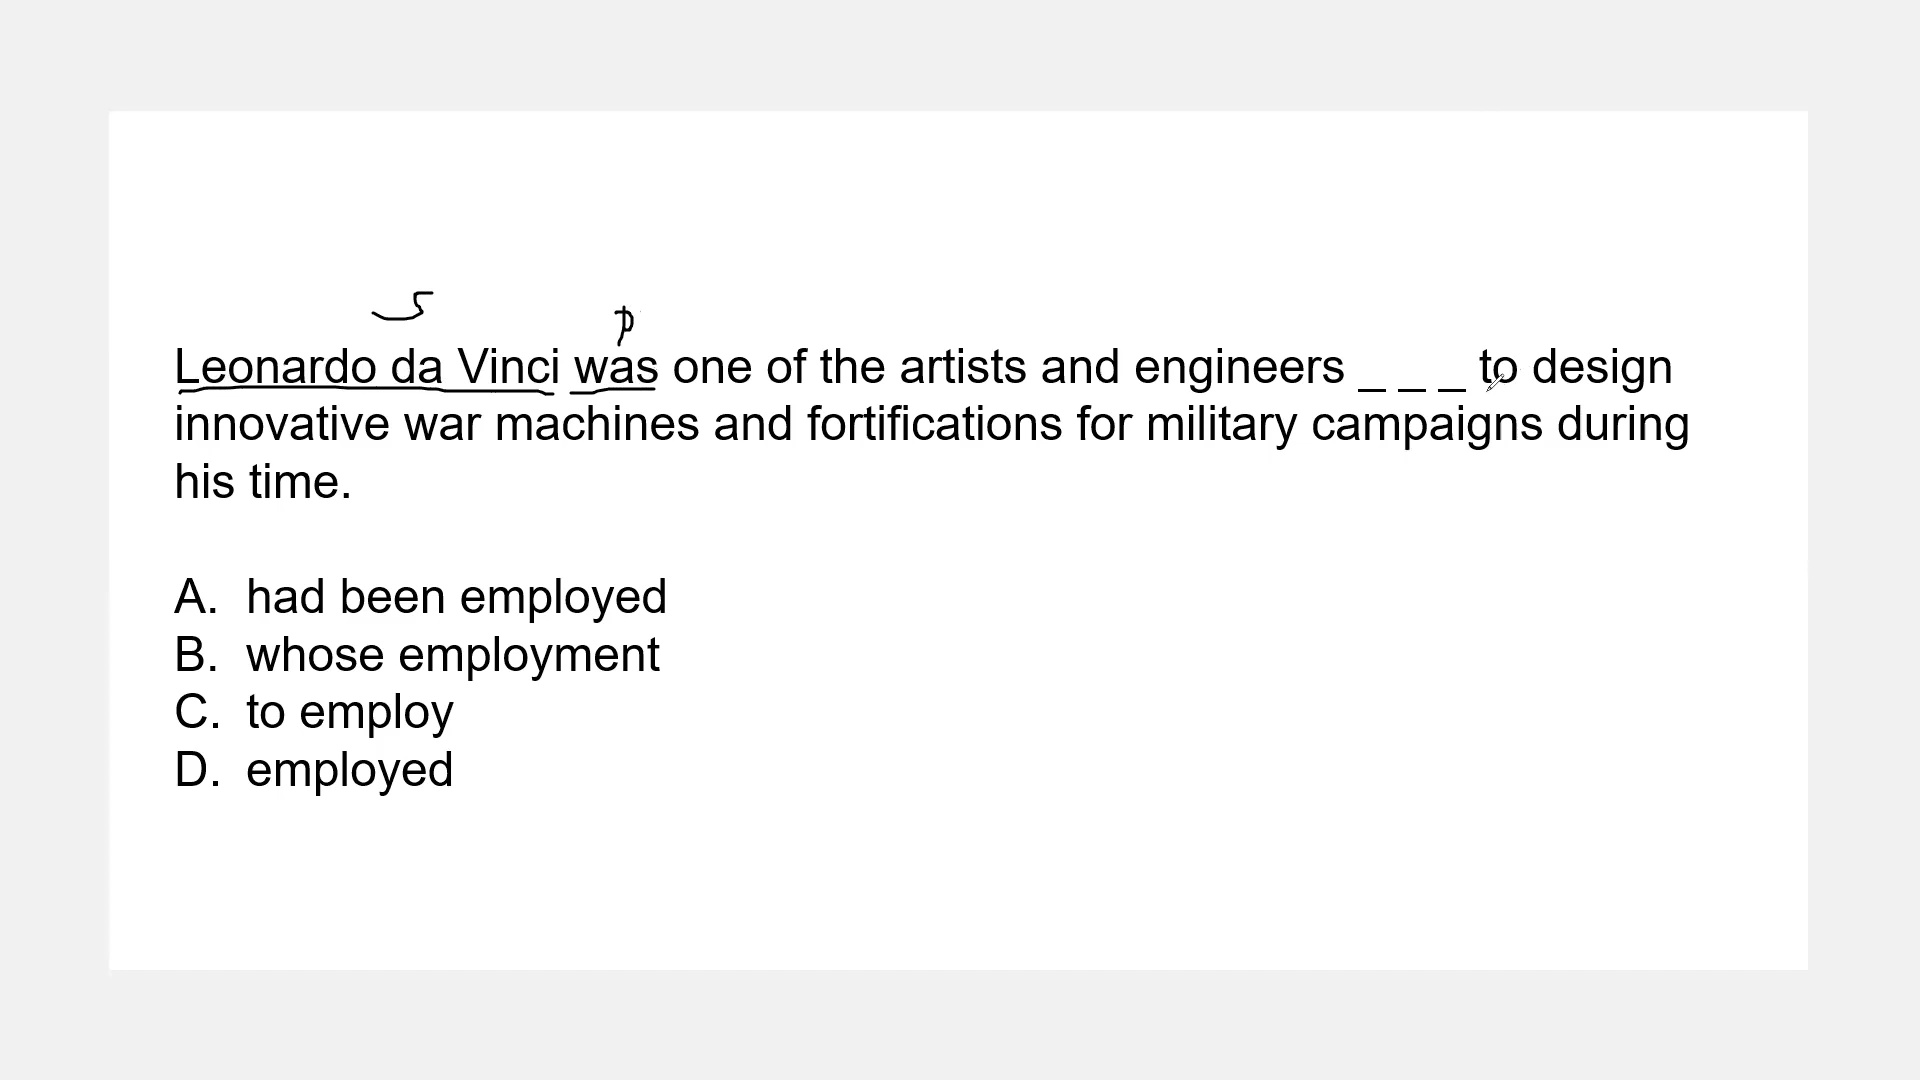 S p
Leonardo da Vinci was one of the artists and engineers _ _ _ to design
innovative war machines and fortifications for military campaigns during
his time.
A. had been employed
B. whose employment
C. to employ
D. employed